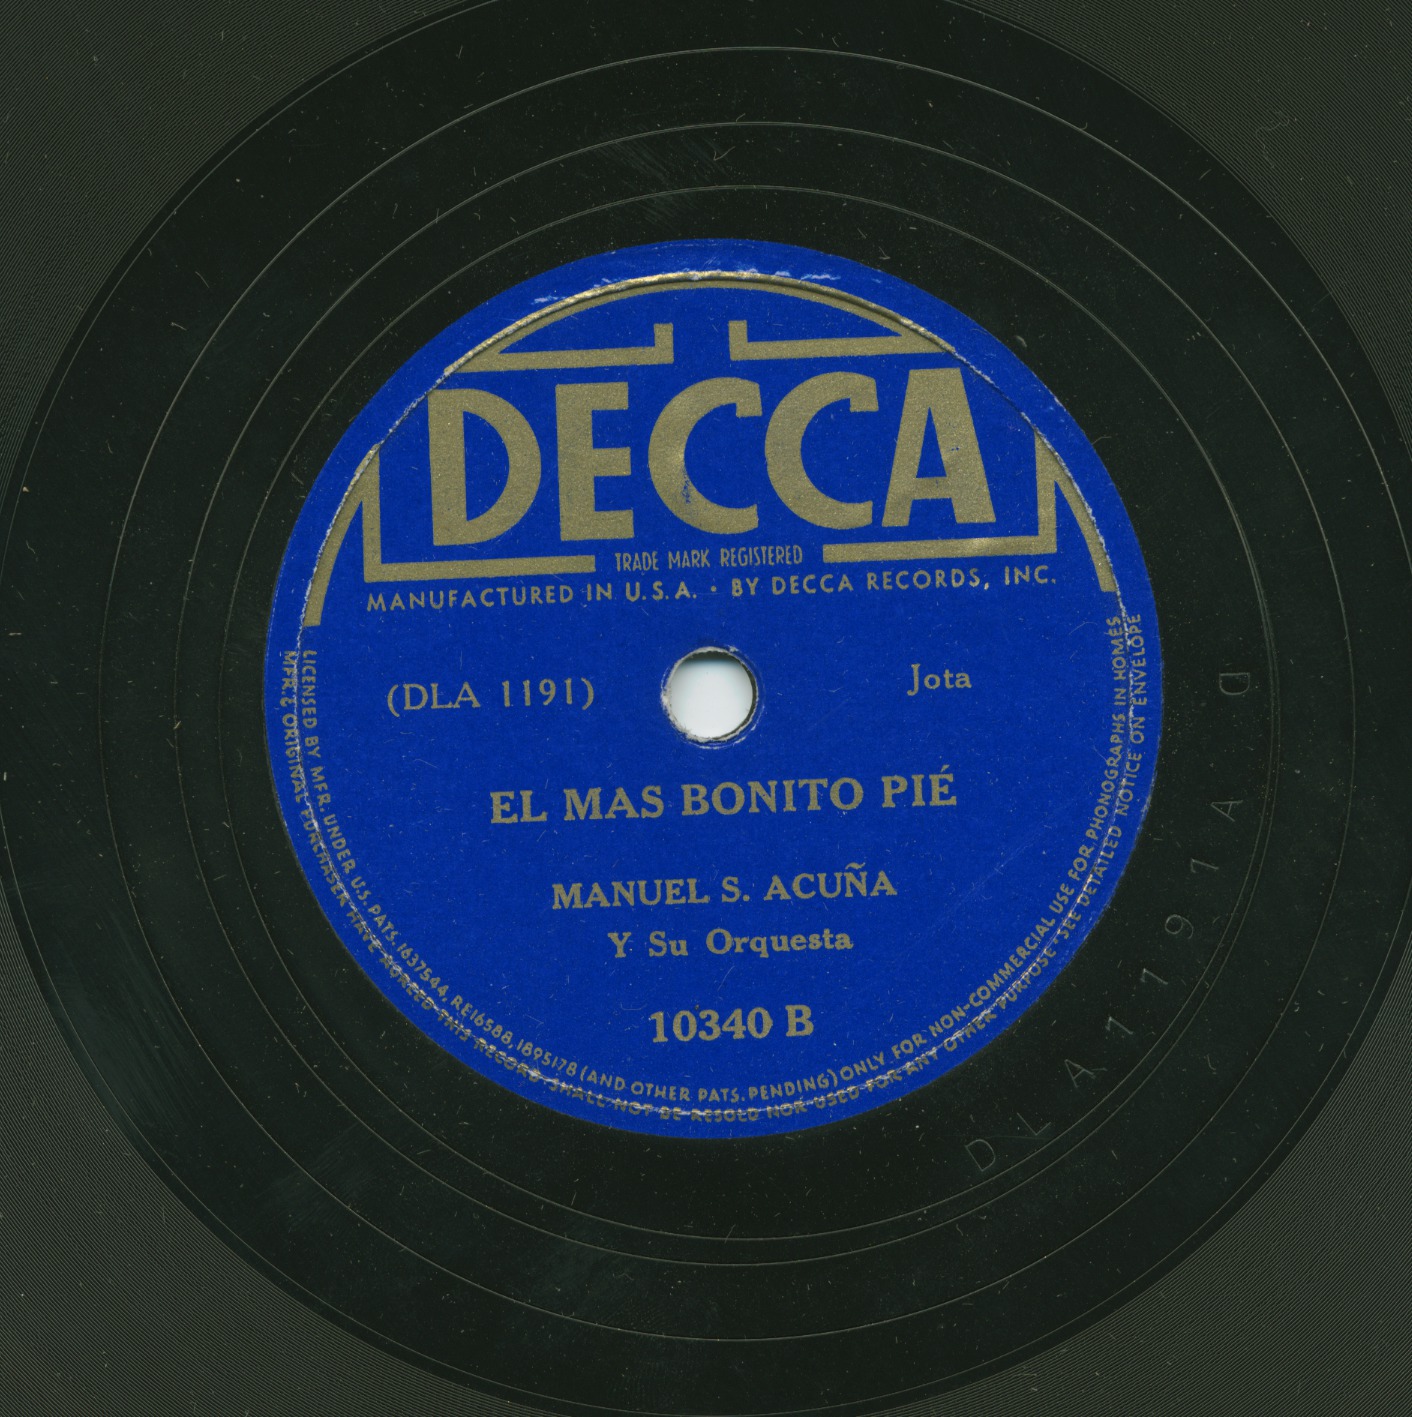 DECCA
TRADE MARK REGISTERED
MANUFACTURED IN U.S.A. · BY DECCA RECORDS, INC.
(DLA 1191)
Jota
EL MAS BONITO PIÉ
MANUEL S. ACUÑA
Y Su Orquesta
10340 B
LICENSED BY MFR. UNDER U.S. PATS. 1637544, RE16588, 1895178 (AND OTHER PATS. PENDING) ONLY FOR NON-COMMERCIAL USE FOR PHONOGRAPHS IN HOMES
MFR. & ORIGINAL PURCHASER HAVE AGREED THIS RECORD SHALL NOT BE RESOLD NOR USED FOR ANY OTHER PURPOSE · SEE DETAILED NOTICE ON ENVELOPE
DLA1191A D